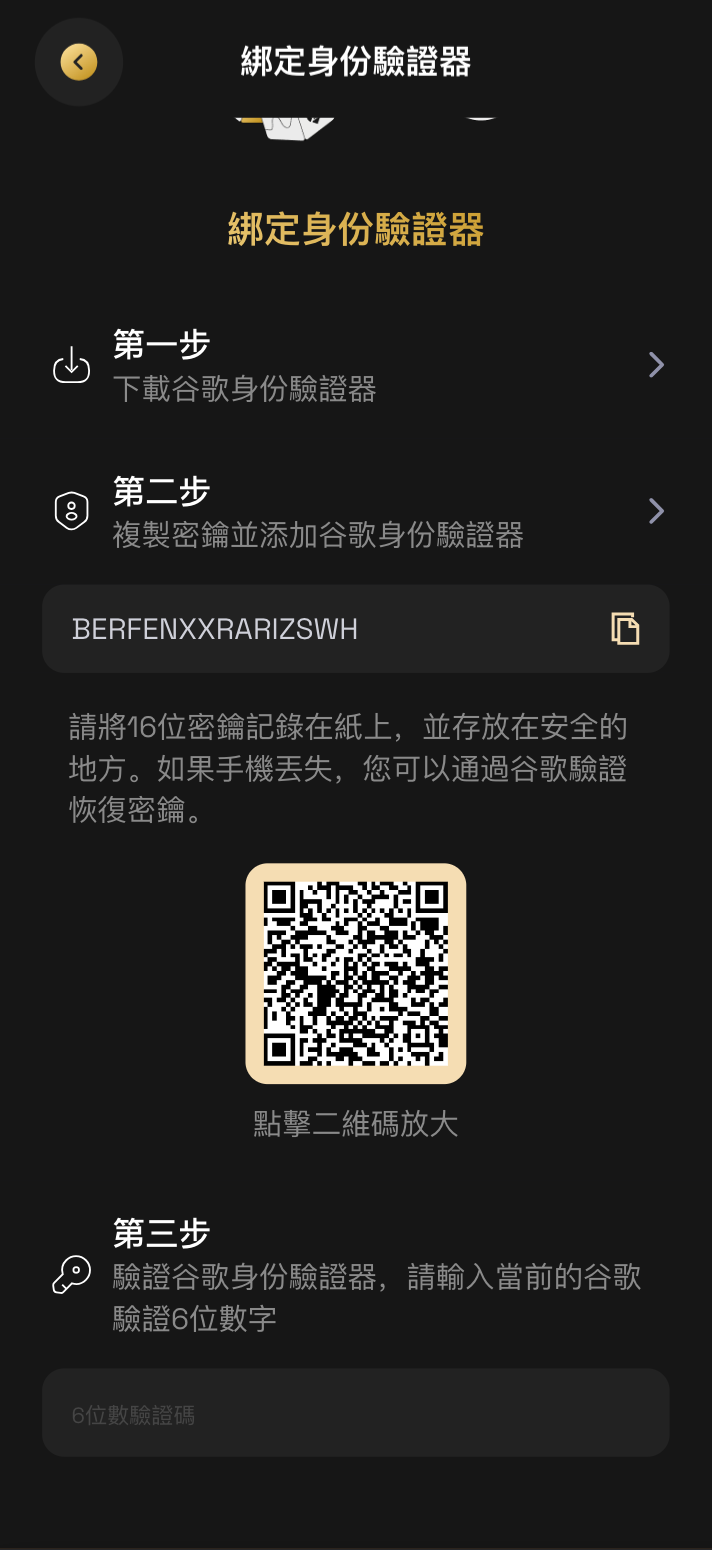 綁定身份驗證器
綁定身份驗證器
第一步
下載谷歌身份驗證器
第二步
複製密鑰並添加谷歌身份驗證器
BERFENXXRARIZSWH
請將16位密鑰記錄在紙上，並存放在安全的
地方。如果手機丟失，您可以通過谷歌驗證
恢復密鑰。
點擊二維碼放大
第三步
驗證谷歌身份驗證器，請輸入當前的谷歌
驗證6位數字
6位數驗證碼